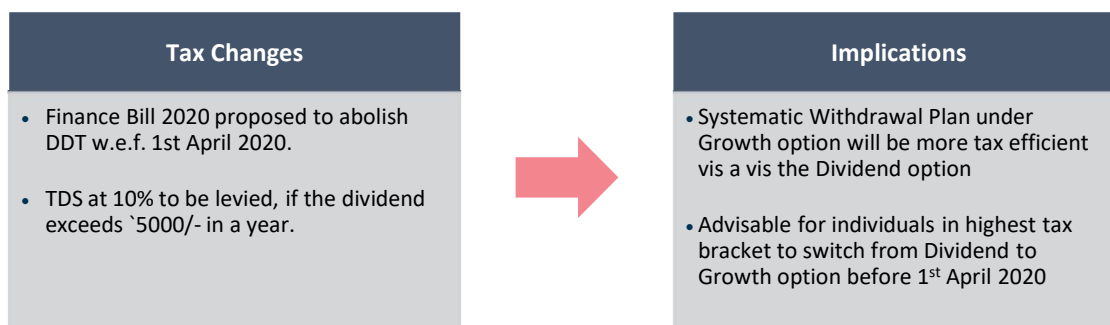 Tax Changes
• Finance Bill 2020 proposed to abolish
DDT w.e.f. 1st April 2020.
• TDS at 10% to be levied, if the dividend
exceeds `5000/- in a year.
Implications
• Systematic Withdrawal Plan under
Growth option will be more tax efficient
vis a vis the Dividend option
• Advisable for individuals in highest tax
bracket to switch from Dividend to
Growth option before 1st April 2020